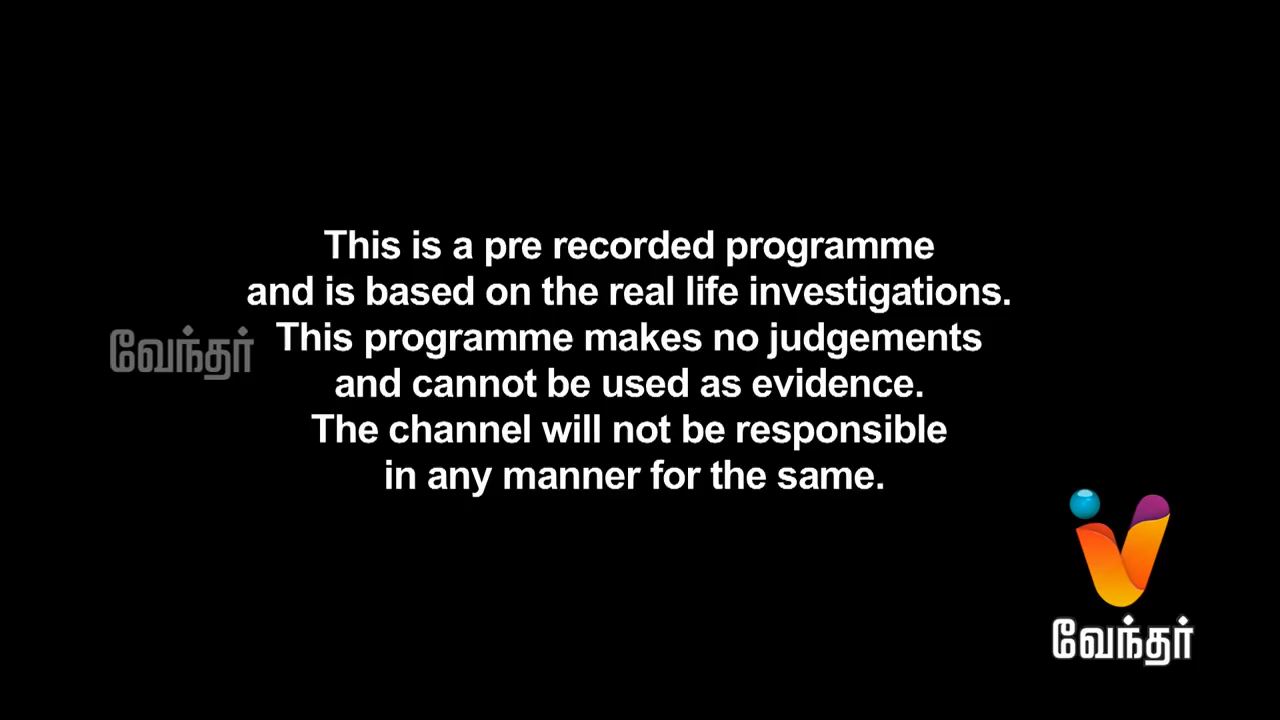 This is a pre recorded programme
and is based on the real life investigations.
வேந்தர்
This programme makes no judgements
and cannot be used as evidence.
The channel will not be responsible
in any manner for the same.
வேந்தர்